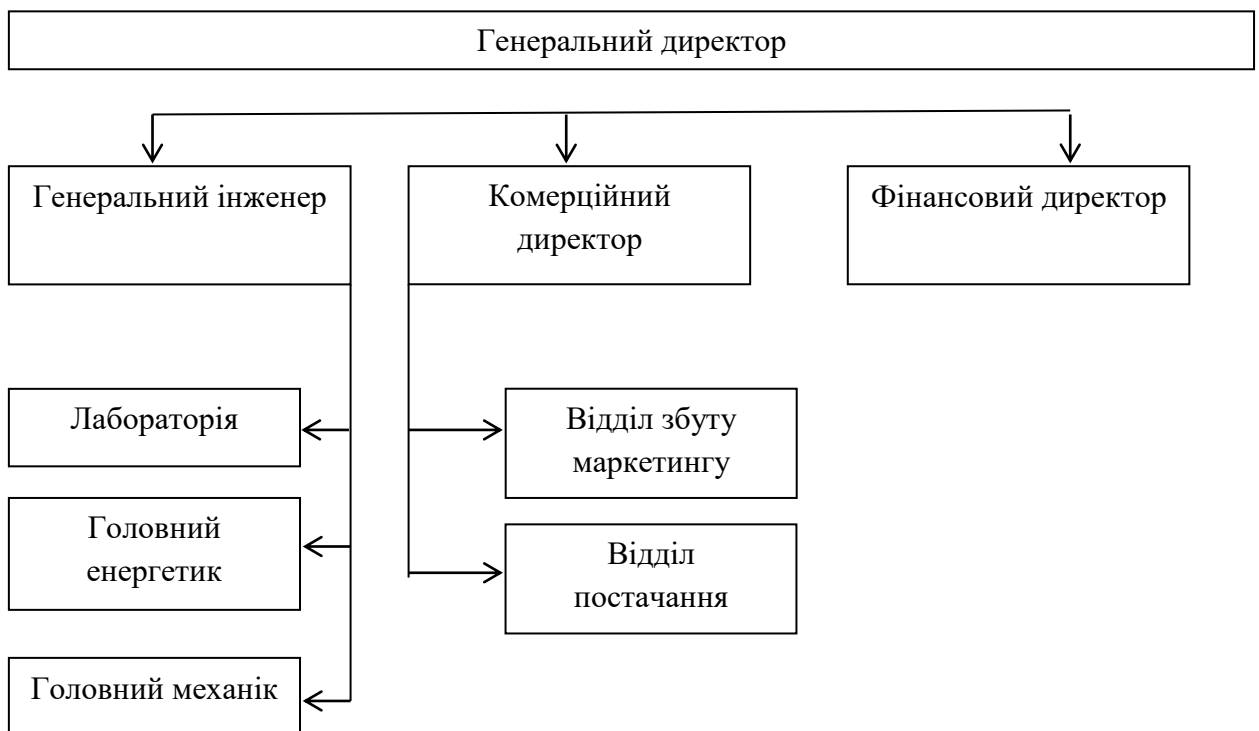 Генеральний директор
Генеральний інженер
Комерційний
директор
Фінансовий директор
Лабораторія
Відділ збуту
маркетингу
Головний
енергетик
Відділ
постачання
Головний механік